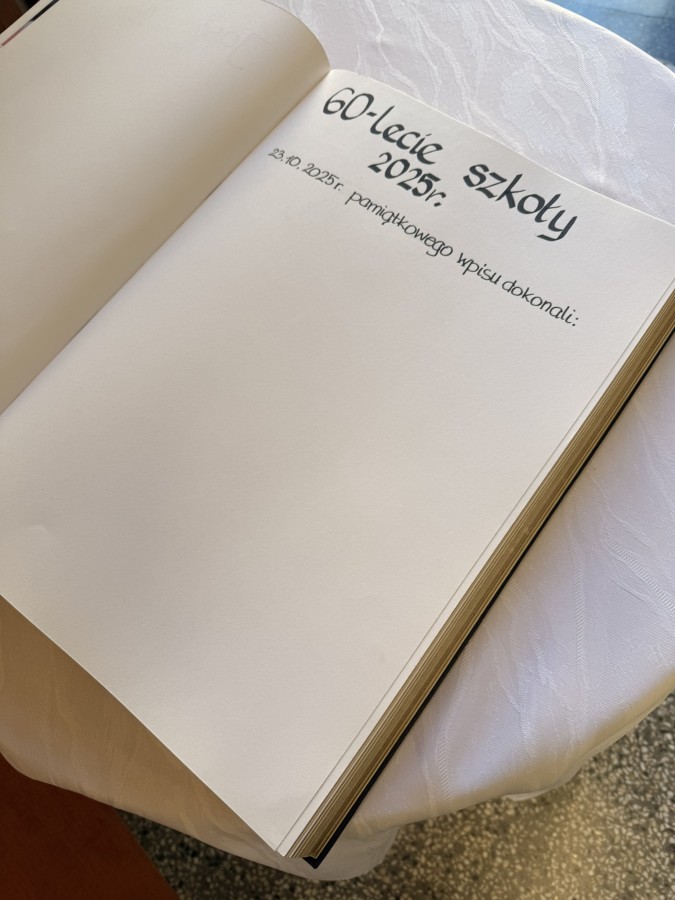 60-lecie szkoły
2025r.
23.10.2025r. pamiątkowego wpisu dokonali: